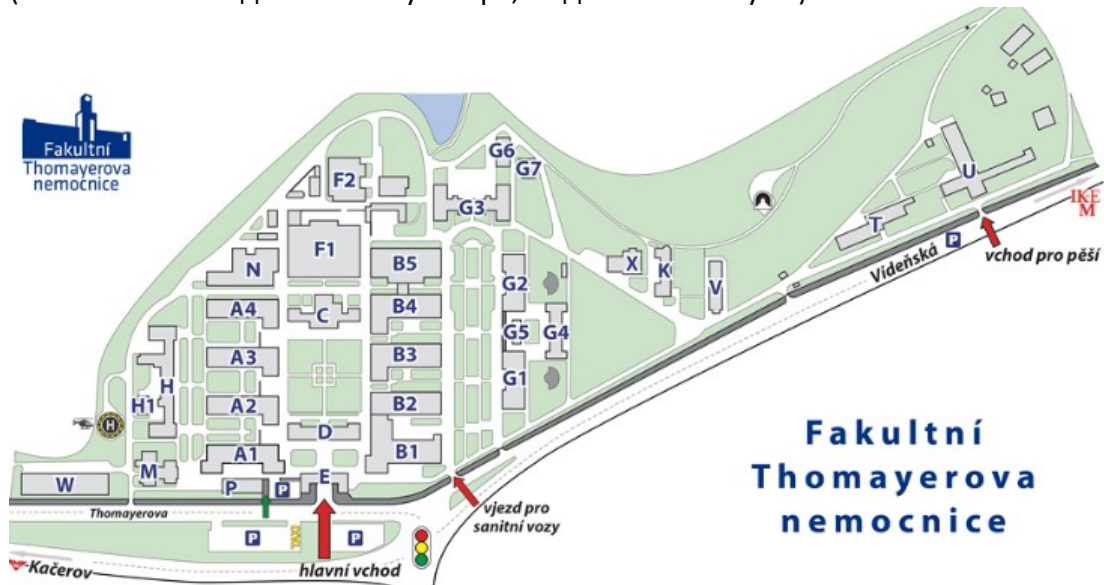 Fakultní
Thomayerova
nemocnice
G6
G7
F2
G3
U
T
IKEM
P
vchod pro pěší
Vídeňská
F1
N
B5
X
K
V
G2
A4
C
B4
G5
G4
H
A3
B3
G1
H1
A2
B2
H
D
A1
B1
M
E
W
P
P
Thomayerova
vjezd pro
sanitní vozy
P
TAXI
P
Kačerov
hlavní vchod
Fakultní
Thomayerova
nemocnice